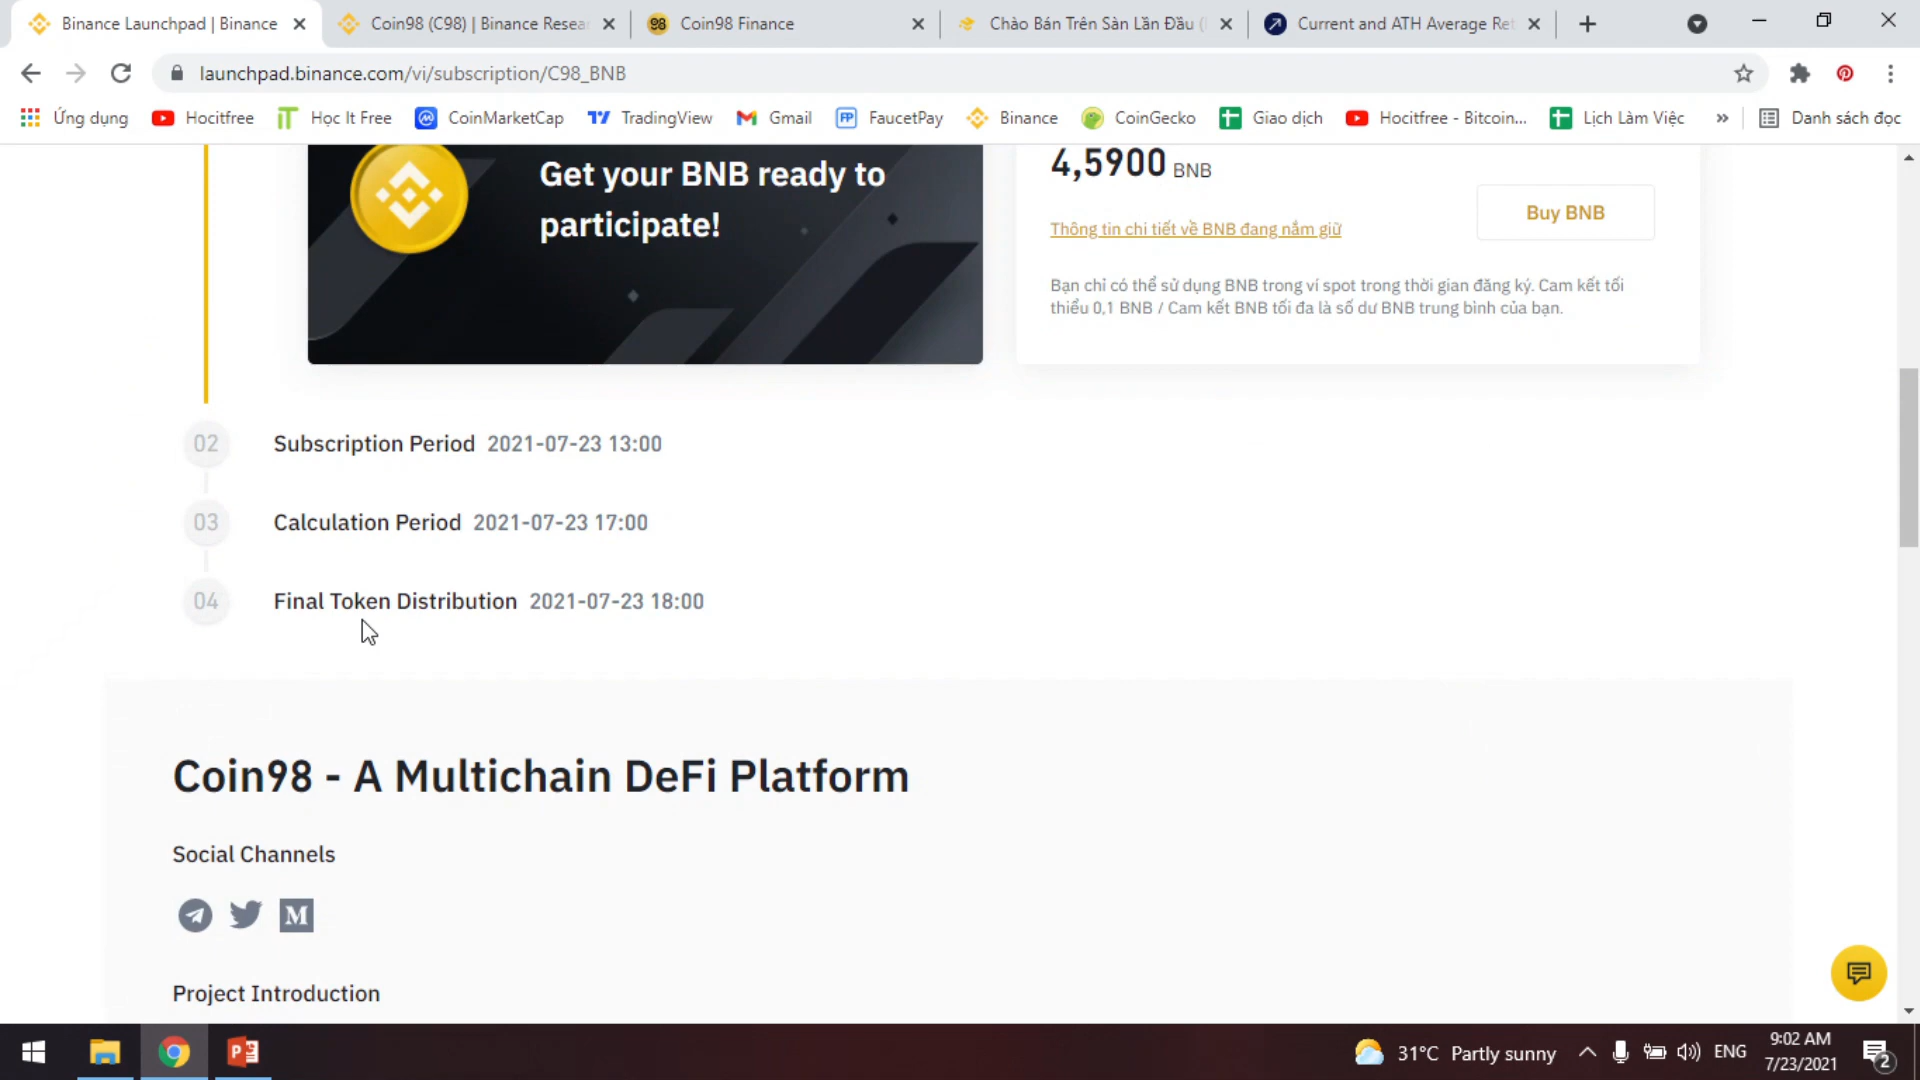 Binance Launchpad | Binance
Coin98 (C98) | Binance Resea
98
Coin98 Finance
Chào Bán Trên Sàn Lần Đầu (
Current and ATH Average Ret
launchpad.binance.com/vi/subscription/C98_BNB
Ứng dụng
Hocitfree
Học It Free
CoinMarketCap
TradingView
Gmail
FP
FaucetPay
Binance
CoinGecko
Giao dịch
Hocitfree - Bitcoin...
Lịch Làm Việc
»
Danh sách đọc
Get your BNB ready to
participate!
4,5900 BNB
Buy BNB
Thông tin chi tiết về BNB đang nắm giữ
Bạn chỉ có thể sử dụng BNB trong ví spot trong thời gian đăng ký. Cam kết tối
thiểu 0,1 BNB / Cam kết BNB tối đa là số dư BNB trung bình của bạn.
02 Subscription Period 2021-07-23 13:00
03 Calculation Period 2021-07-23 17:00
04 Final Token Distribution 2021-07-23 18:00
Coin98 - A Multichain DeFi Platform
Social Channels
M
Project Introduction
31°C Partly sunny
ENG
9:02 AM
7/23/2021
2